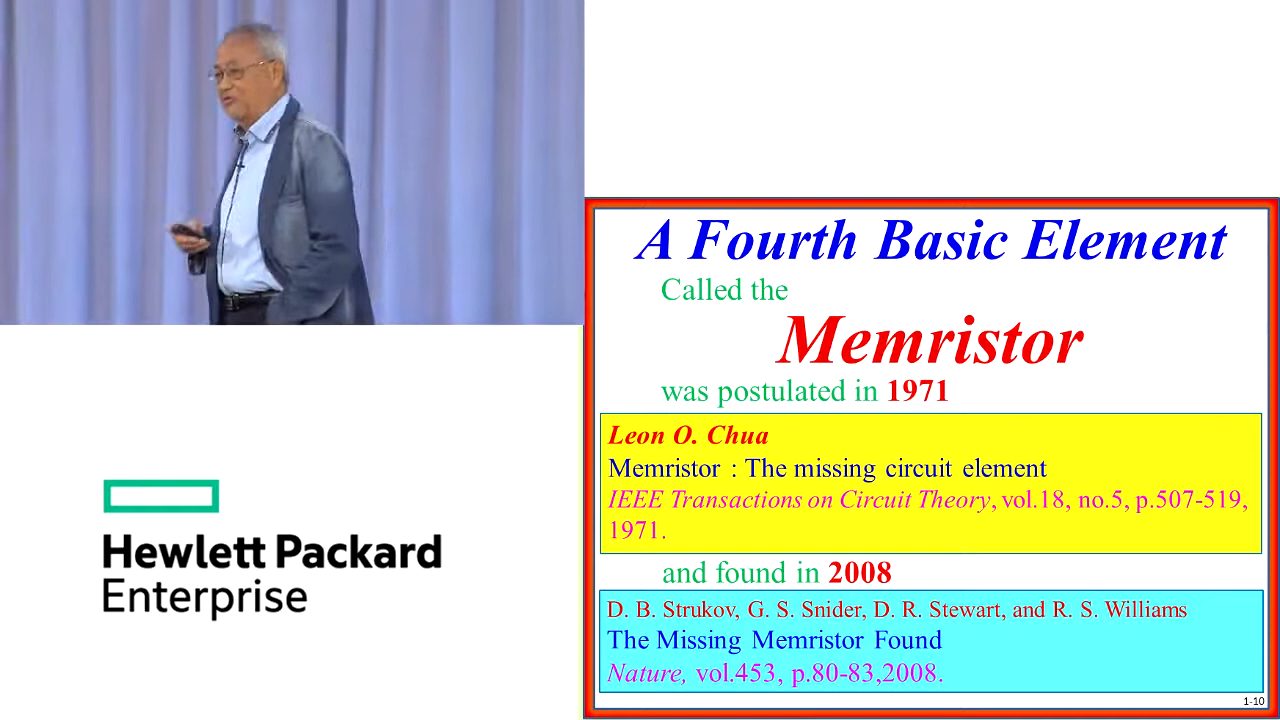 Hewlett Packard
Enterprise
A Fourth Basic Element
Called the
Memristor
was postulated in 1971
Leon O. Chua
Memristor : The missing circuit element
IEEE Transactions on Circuit Theory, vol.18, no.5, p.507-519,
1971.
and found in 2008
D. B. Strukov, G. S. Snider, D. R. Stewart, and R. S. Williams
The Missing Memristor Found
Nature, vol.453, p.80-83,2008.
1-10